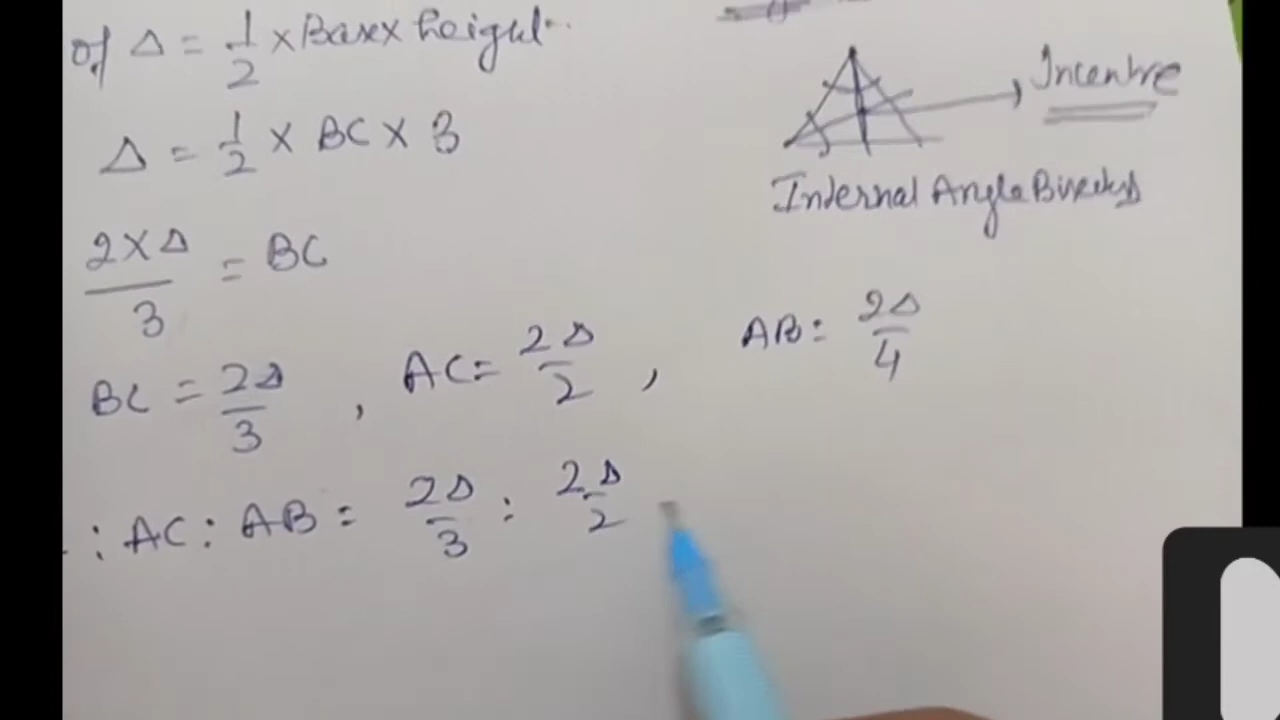 of Δ = 1/2 × Base × height.
Δ = 1/2 × BC × 3
2×Δ/3 = BC
BC = 2Δ/3 , AC = 2Δ/2 , AB = 2Δ/4
: AC : AB = 2Δ/3 : 2Δ/2
Incentre
Internal Angle Bisectors